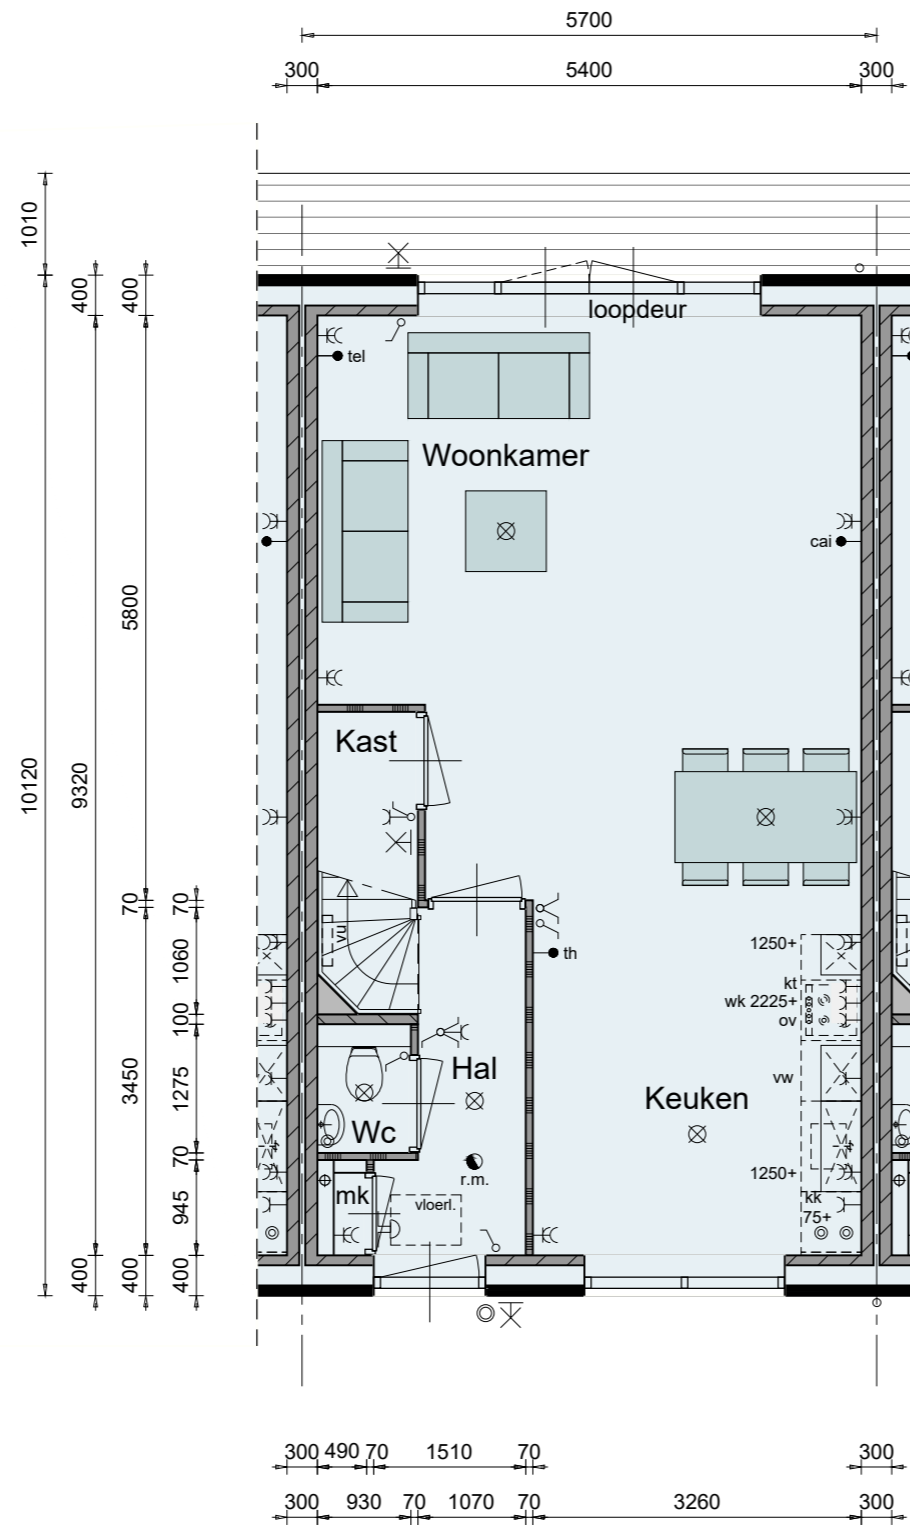 5700
300 5400 300
1010
400 400
loopdeur
tel
Woonkamer
cai
5800
10120
9320
Kast
70 70
vu
th
1060
1250+
kt
wk 2225+
ov
100
3450
1275
Hal
vw
Keuken
Wc
70
r.m.
1250+
945
mk
vloerl.
kk
75+
400 400 400
300 490 70 1510 70 300
300 930 70 1070 70 3260 300